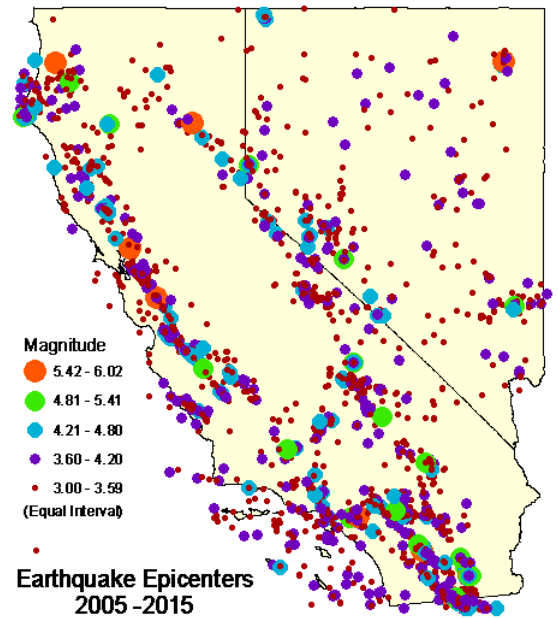 Magnitude
5.42 - 6.02
4.81 - 5.41
4.21 - 4.80
3.60 - 4.20
3.00 - 3.59
(Equal Interval)
Earthquake Epicenters
2005 -2015